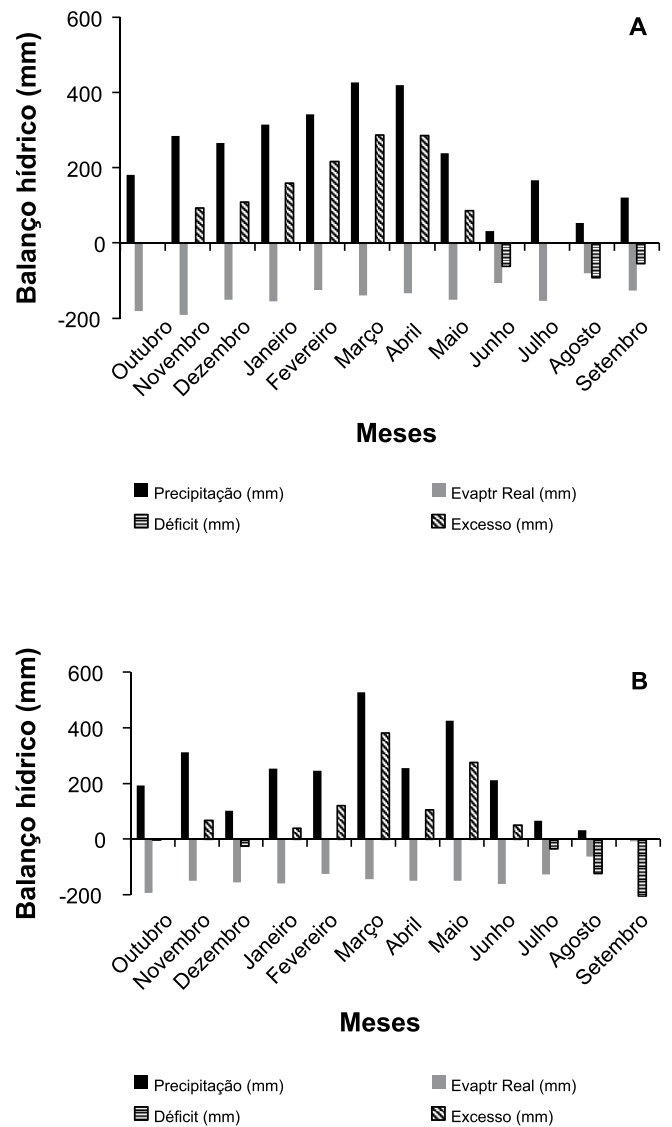 A
Balanço hídrico (mm)
600
400
200
0
-200
Outubro
Novembro
Dezembro
Janeiro
Fevereiro
Março
Abril
Maio
Junho
Julho
Agosto
Setembro
Meses
Precipitação (mm)
Evaptr Real (mm)
Déficit (mm)
Excesso (mm)
B
Balanço hídrico (mm)
600
400
200
0
-200
Outubro
Novembro
Dezembro
Janeiro
Fevereiro
Março
Abril
Maio
Junho
Julho
Agosto
Setembro
Meses
Precipitação (mm)
Evaptr Real (mm)
Déficit (mm)
Excesso (mm)